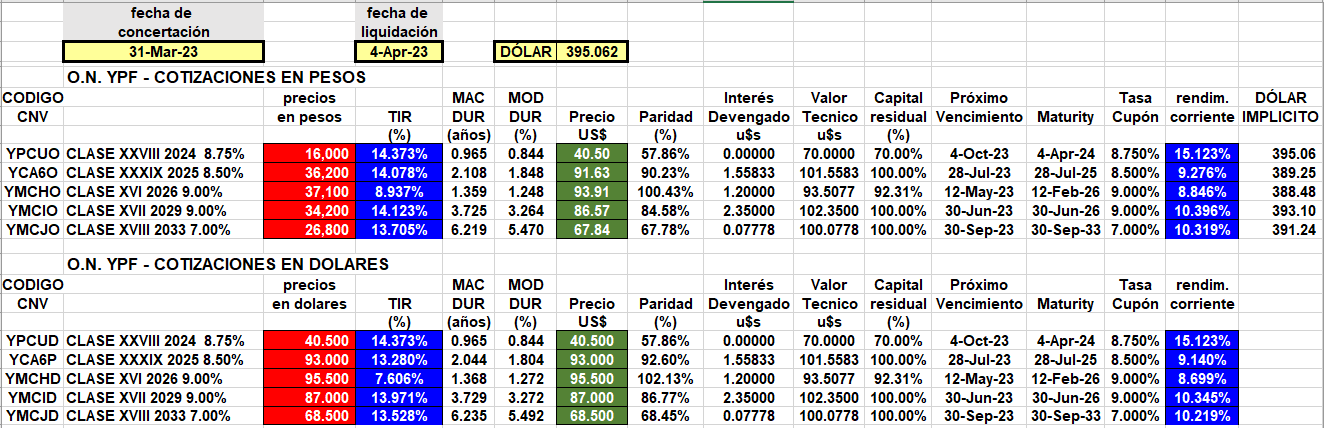 fecha de fecha de
concertación liquidación
31-Mar-23 4-Apr-23 DÓLAR 395.062
O.N. YPF - COTIZACIONES EN PESOS
CODIGO precios MAC MOD Interés Valor Capital Próximo Tasa rendim. DÓLAR
CNV en pesos TIR DUR DUR Precio Paridad Devengado Tecnico residual Vencimiento Maturity Cupón corriente IMPLICITO
(%) (años) (%) US$ (%) u$s u$s (%)
YPCUO CLASE XXVIII 2024 8.75% 16,000 14.373% 0.965 0.844 40.50 57.86% 0.00000 70.0000 70.00% 4-Oct-23 4-Apr-24 8.750% 15.123% 395.06
YCA6O CLASE XXXIX 2025 8.50% 36,200 14.078% 2.108 1.848 91.63 90.23% 1.55833 101.5583 100.00% 28-Jul-23 28-Jul-25 8.500% 9.276% 389.25
YMCHO CLASE XVI 2026 9.00% 37,100 8.937% 1.359 1.248 93.91 100.43% 1.20000 93.5077 92.31% 12-May-23 12-Feb-26 9.000% 8.846% 388.48
YMCIO CLASE XVII 2029 9.00% 34,200 14.123% 3.725 3.264 86.57 84.58% 2.35000 102.3500 100.00% 30-Jun-23 30-Jun-26 9.000% 10.396% 393.10
YMCJO CLASE XVIII 2033 7.00% 26,800 13.705% 6.219 5.470 67.84 67.78% 0.07778 100.0778 100.00% 30-Sep-23 30-Sep-33 7.000% 10.319% 391.24
O.N. YPF - COTIZACIONES EN DOLARES
CODIGO precios MAC MOD Interés Valor Capital Próximo Tasa rendim.
CNV en dolares TIR DUR DUR Precio Paridad Devengado Tecnico residual Vencimiento Maturity Cupón corriente
(%) (años) (%) US$ (%) u$s u$s (%)
YPCUD CLASE XXVIII 2024 8.75% 40.500 14.373% 0.965 0.844 40.500 57.86% 0.00000 70.0000 70.00% 4-Oct-23 4-Apr-24 8.750% 15.123%
YCA6P CLASE XXXIX 2025 8.50% 93.000 13.280% 2.044 1.804 93.000 92.60% 1.55833 101.5583 100.00% 28-Jul-23 28-Jul-25 8.500% 9.140%
YMCHD CLASE XVI 2026 9.00% 95.500 7.606% 1.368 1.272 95.500 102.13% 1.20000 93.5077 92.31% 12-May-23 12-Feb-26 9.000% 8.699%
YMCID CLASE XVII 2029 9.00% 87.000 13.971% 3.729 3.272 87.000 86.77% 2.35000 102.3500 100.00% 30-Jun-23 30-Jun-26 9.000% 10.345%
YMCJD CLASE XVIII 2033 7.00% 68.500 13.528% 6.235 5.492 68.500 68.45% 0.07778 100.0778 100.00% 30-Sep-23 30-Sep-33 7.000% 10.219%